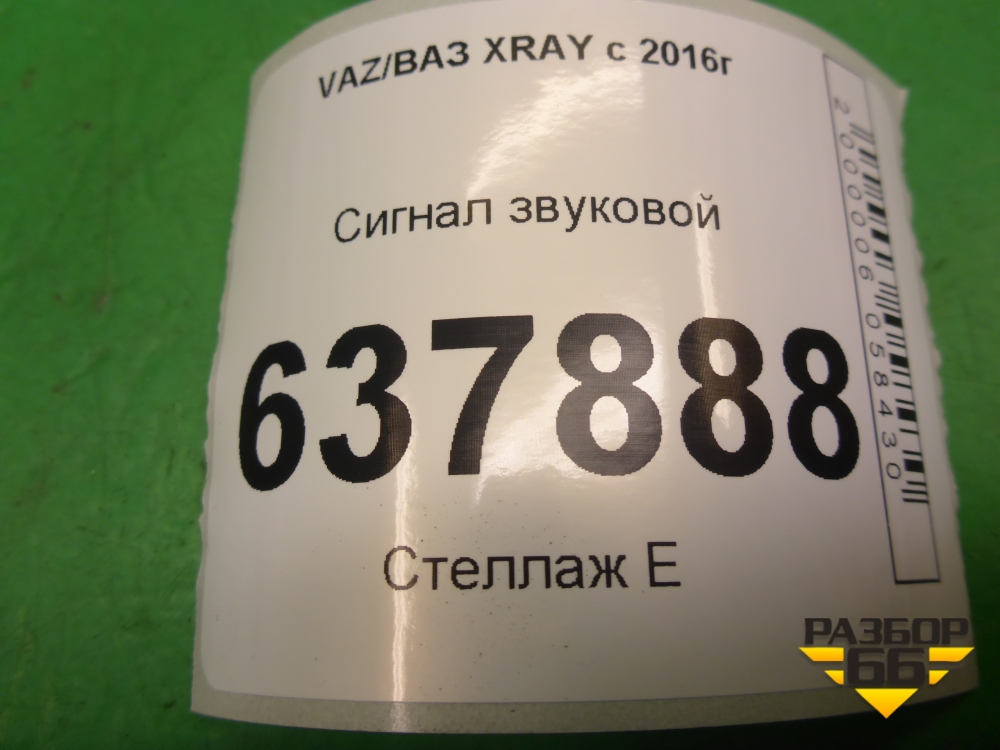 VAZ/ВАЗ XRAY с 2016г
Сигнал звуковой
637888
Стеллаж Е
2000006058430
РАЗБОР
66